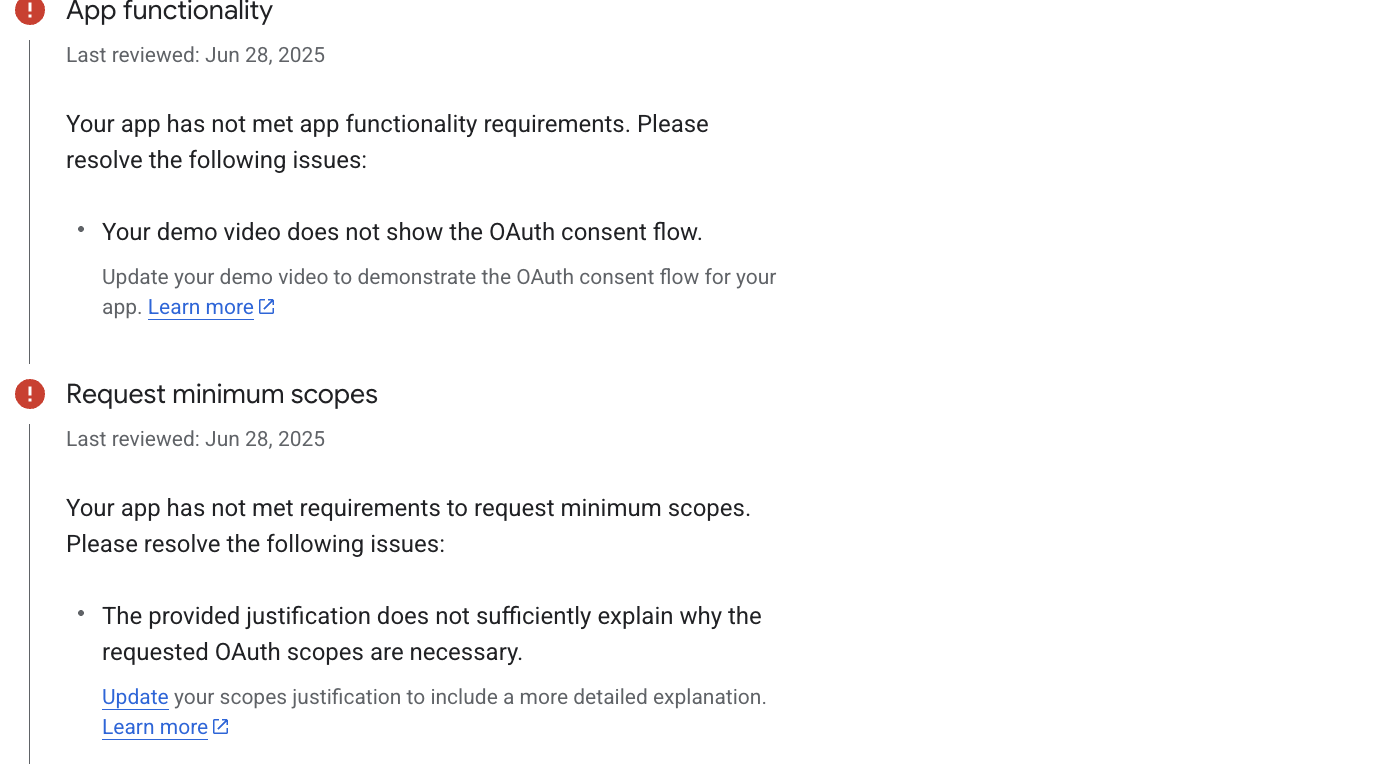 App functionality
Last reviewed: Jun 28, 2025
Your app has not met app functionality requirements. Please
resolve the following issues:
• Your demo video does not show the OAuth consent flow.
Update your demo video to demonstrate the OAuth consent flow for your
app. Learn more
Request minimum scopes
Last reviewed: Jun 28, 2025
Your app has not met requirements to request minimum scopes.
Please resolve the following issues:
• The provided justification does not sufficiently explain why the
requested OAuth scopes are necessary.
Update your scopes justification to include a more detailed explanation.
Learn more